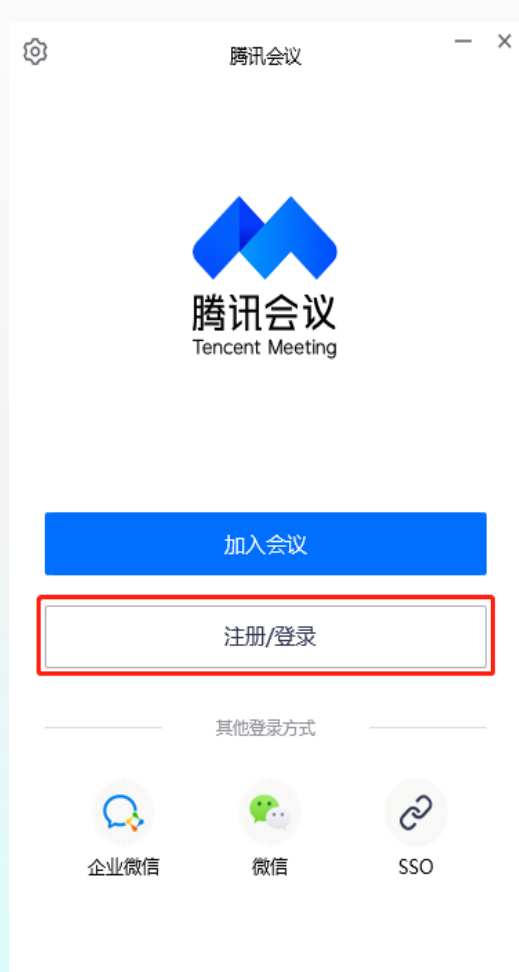 腾讯会议
腾讯会议
Tencent Meeting
加入会议
注册/登录
其他登录方式
企业微信
微信
SSO